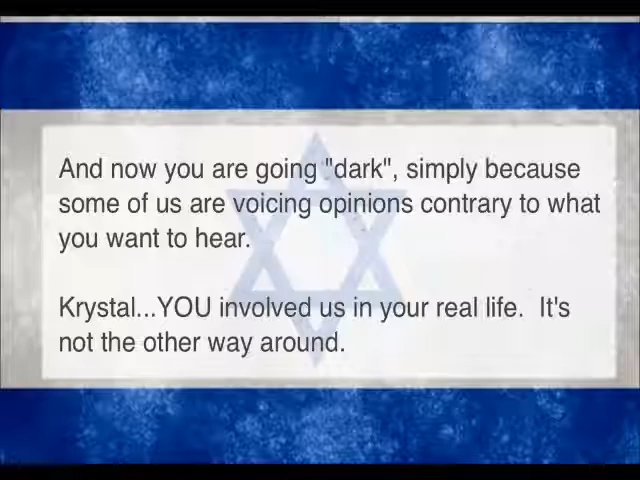 And now you are going "dark", simply because
some of us are voicing opinions contrary to what
you want to hear.
Krystal...YOU involved us in your real life.  It's
not the other way around.